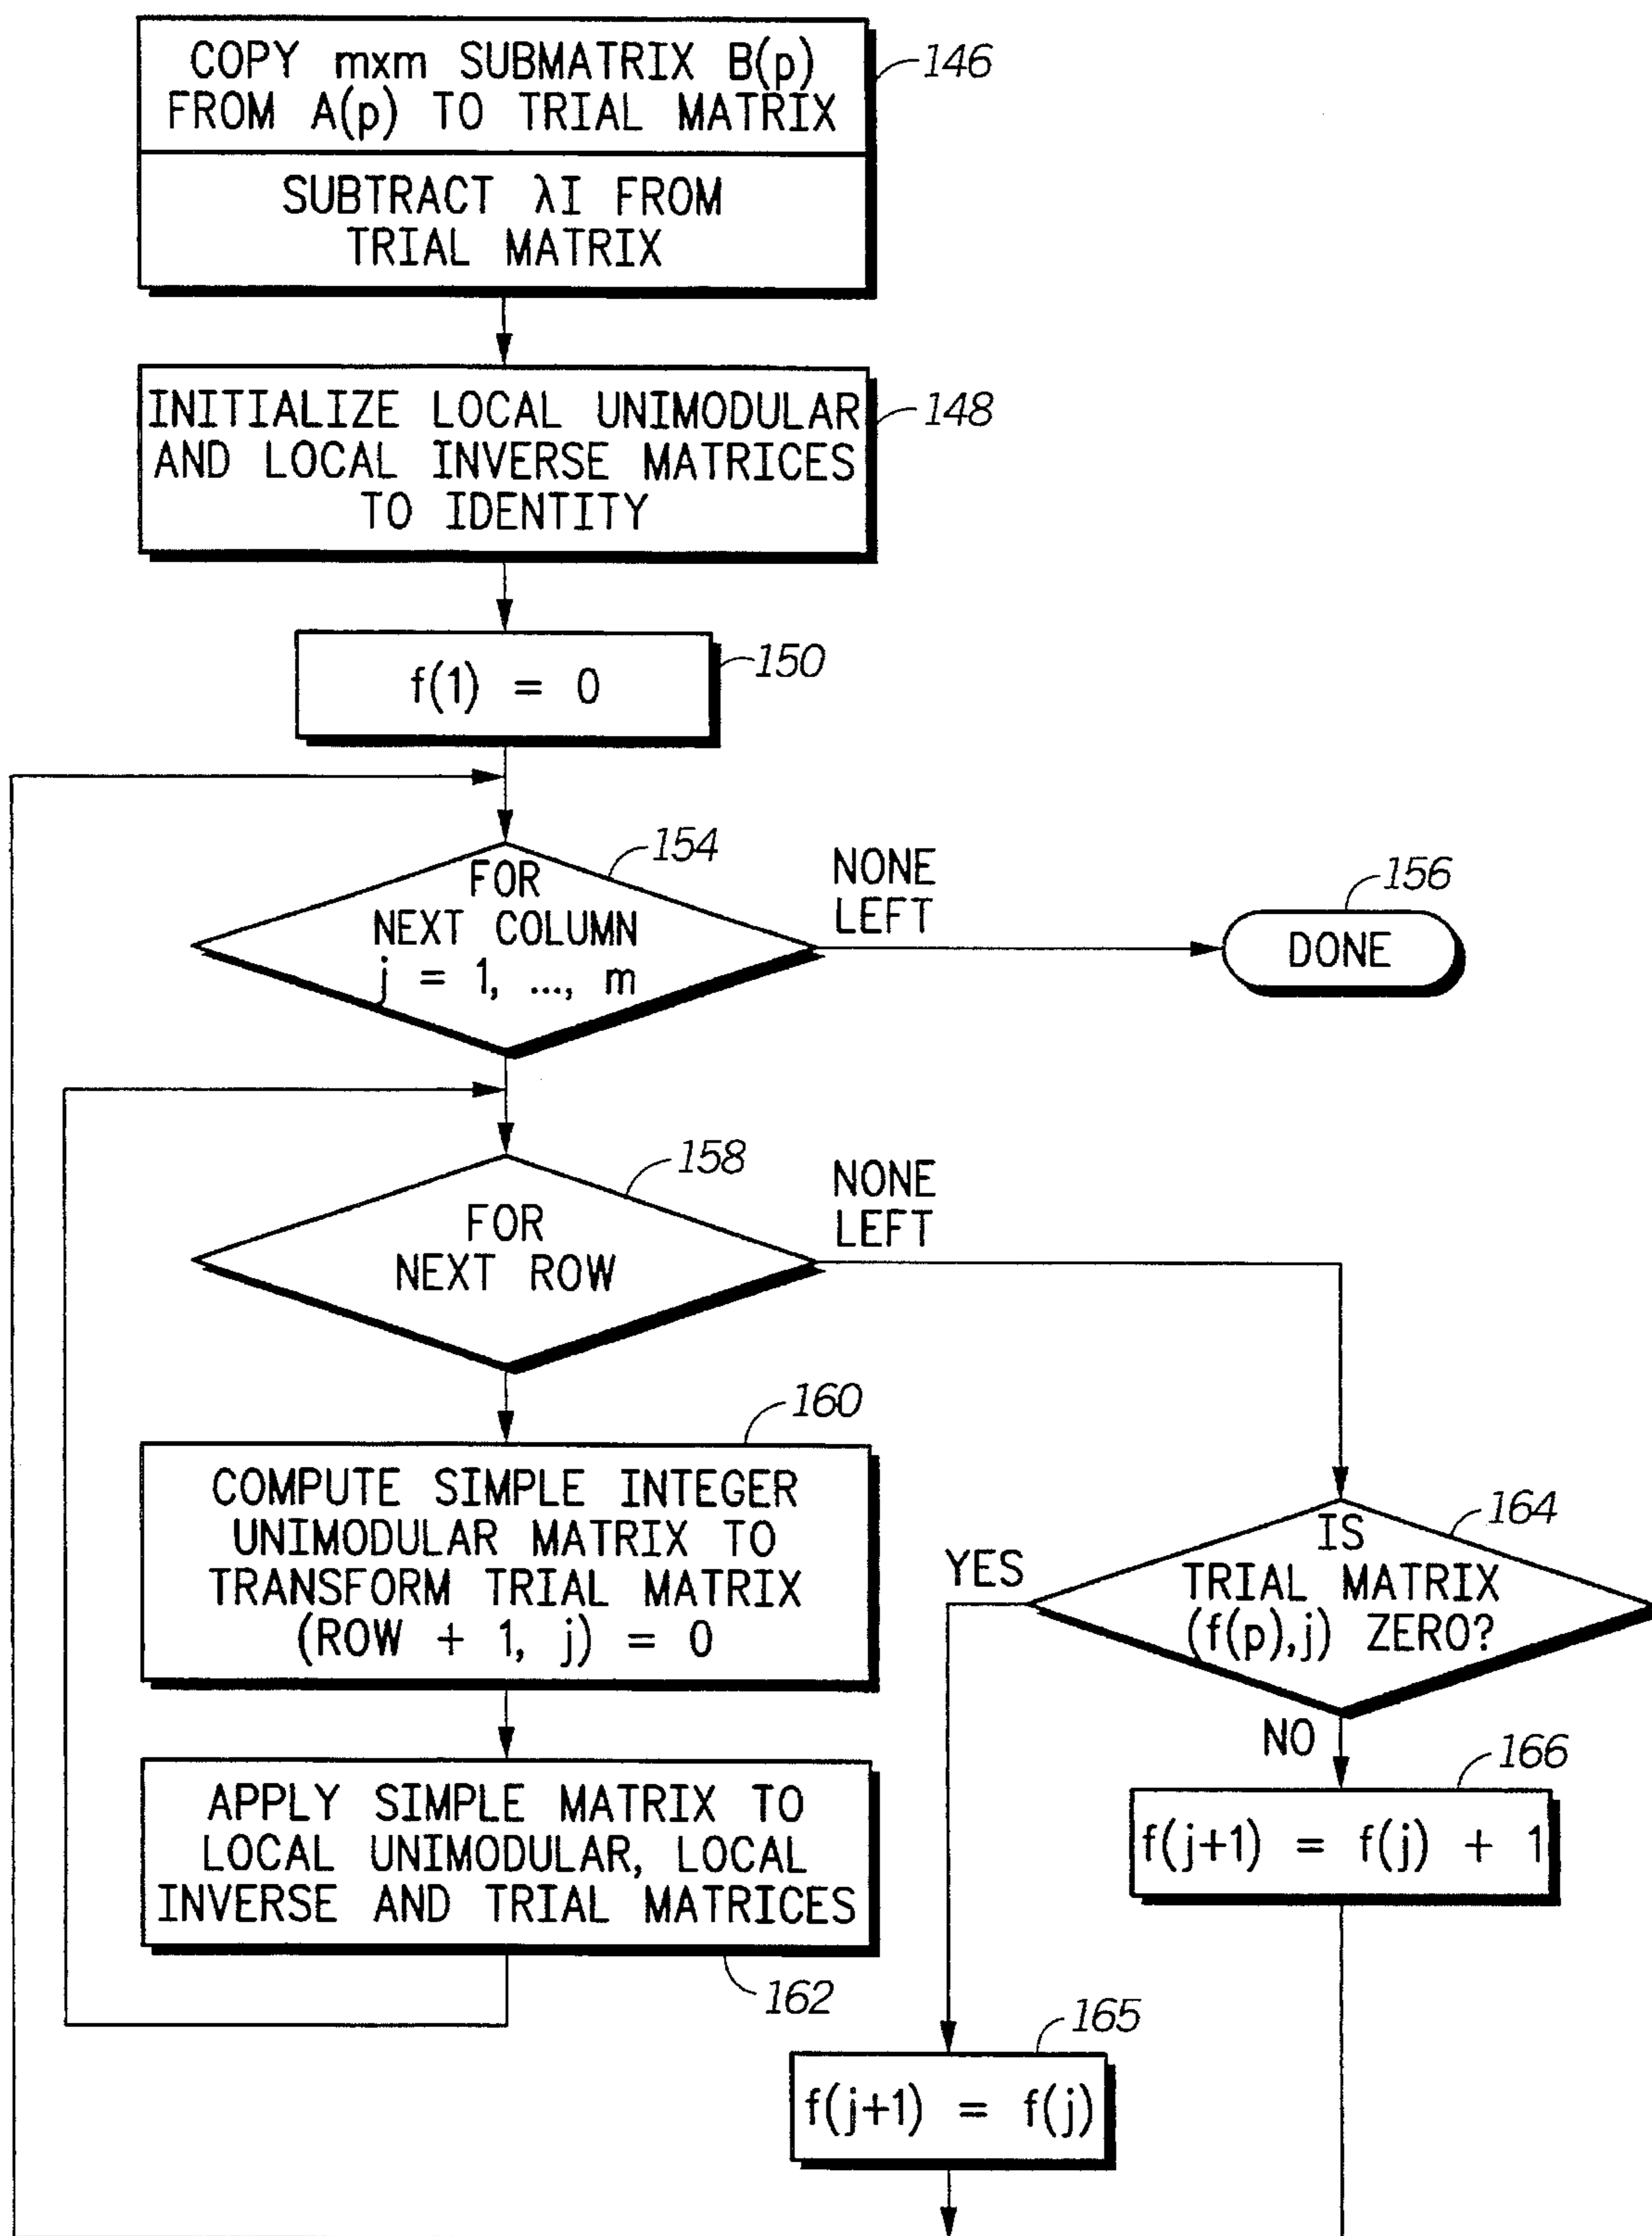 COPY mxm SUBMATRIX B(p)
FROM A(p) TO TRIAL MATRIX
146
SUBTRACT λI FROM
TRIAL MATRIX
INITIALIZE LOCAL UNIMODULAR
AND LOCAL INVERSE MATRICES
TO IDENTITY
148
f(1) = 0
150
FOR
NEXT COLUMN
j = 1, ..., m
154
NONE
LEFT
DONE
156
FOR
NEXT ROW
158
NONE
LEFT
COMPUTE SIMPLE INTEGER
UNIMODULAR MATRIX TO
TRANSFORM TRIAL MATRIX
(ROW + 1, j) = 0
160
IS
TRIAL MATRIX
(f(p),j) ZERO?
164
YES
NO
APPLY SIMPLE MATRIX TO
LOCAL UNIMODULAR, LOCAL
INVERSE AND TRIAL MATRICES
162
f(j+1) = f(j) + 1
166
f(j+1) = f(j)
165